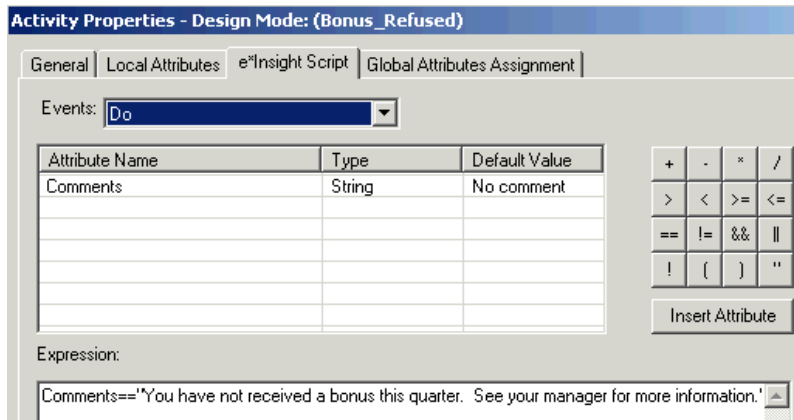 Activity Properties - Design Mode: (Bonus_Refused)
General Local Attributes e*Insight Script Global Attributes Assignment
Events: Do
Attribute Name Type Default Value
Comments String No comment
+ - * /
> < >= <=
== != && ||
! ( ) "
Insert Attribute
Expression:
Comments=="You have not received a bonus this quarter.  See your manager for more information."